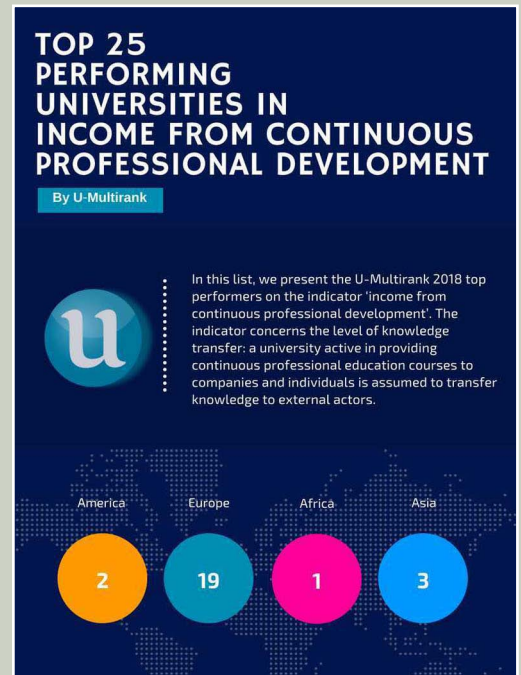 TOP 25
PERFORMING
UNIVERSITIES IN
INCOME FROM CONTINUOUS
PROFESSIONAL DEVELOPMENT
By U-Multirank
u
In this list, we present the U-Multirank 2018 top
performers on the indicator 'income from
continuous professional development'. The
indicator concerns the level of knowledge
transfer: a university active in providing
continuous professional education courses to
companies and individuals is assumed to transfer
knowledge to external actors.
America Europe Africa Asia
2 19 1 3